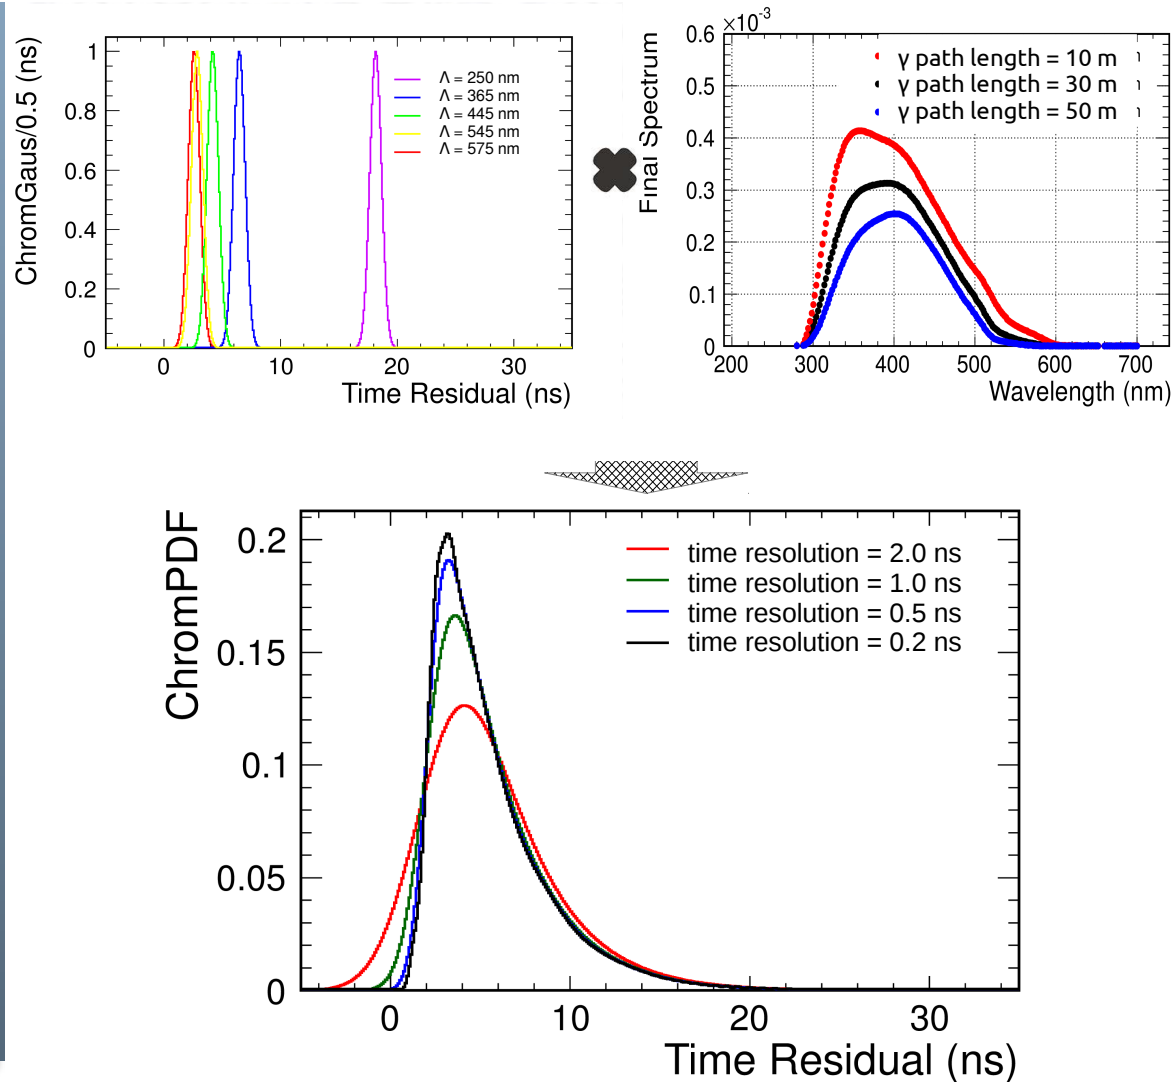 ChromGaus/0.5 (ns)
1
0.8
0.6
0.4
0.2
0
0 10 20 30
Time Residual (ns)
Λ = 250 nm
Λ = 365 nm
Λ = 445 nm
Λ = 545 nm
Λ = 575 nm
Final Spectrum
×10⁻³
0.6
0.5
0.4
0.3
0.2
0.1
0
200 300 400 500 600 700
Wavelength (nm)
γ path length = 10 m
γ path length = 30 m
γ path length = 50 m
ChromPDF
0.2
0.15
0.1
0.05
0
0 10 20 30
Time Residual (ns)
time resolution = 2.0 ns
time resolution = 1.0 ns
time resolution = 0.5 ns
time resolution = 0.2 ns